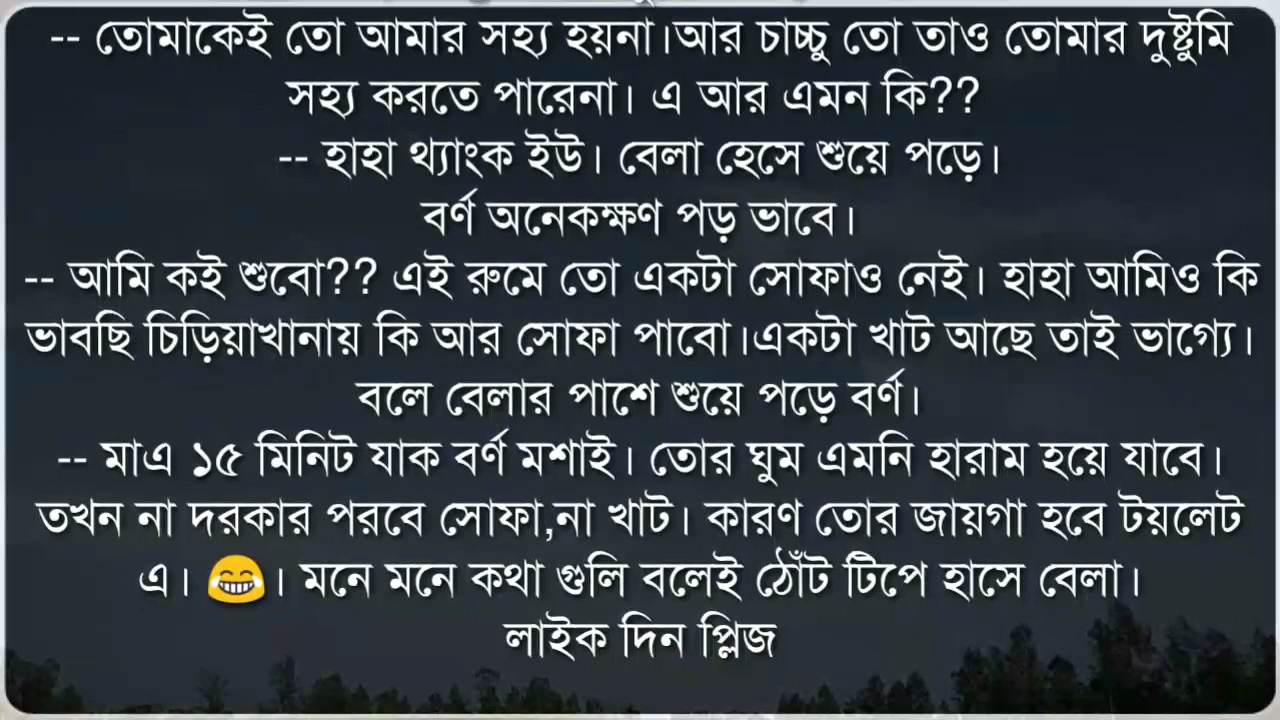 -- তোমাকেই তো আমার সহ্য হয়না।আর চাচ্চু তো তাও তোমার দুষ্টুমি
সহ্য করতে পারেনা। এ আর এমন কি??
-- হাহা থ্যাংক ইউ। বেলা হেসে শুয়ে পড়ে।
বর্ণ অনেকক্ষণ পড় ভাবে।
-- আমি কই শুবো?? এই রুমে তো একটা সোফাও নেই। হাহা আমিও কি
ভাবছি চিড়িয়াখানায় কি আর সোফা পাবো।একটা খাট আছে তাই ভাগ্যে।
বলে বেলার পাশে শুয়ে পড়ে বর্ণ।
-- মাএ ১৫ মিনিট যাক বর্ণ মশাই। তোর ঘুম এমনি হারাম হয়ে যাবে।
তখন না দরকার পরবে সোফা,না খাট। কারণ তোর জায়গা হবে টয়লেট
এ। 😂। মনে মনে কথা গুলি বলেই ঠোঁট টিপে হাসে বেলা।
লাইক দিন প্লিজ